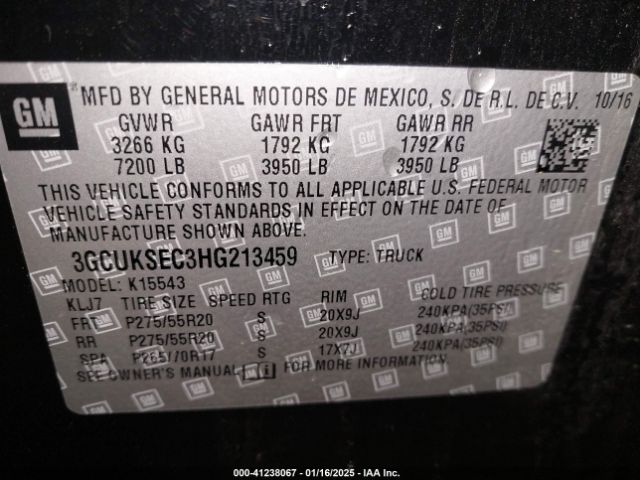 GM
MFD BY GENERAL MOTORS DE MEXICO, S. DE R.L. DE C.V. 10/16
GVWR GAWR FRT GAWR RR
3266 KG 1792 KG 1792 KG
7200 LB 3950 LB 3950 LB
THIS VEHICLE CONFORMS TO ALL APPLICABLE U.S. FEDERAL MOTOR
VEHICLE SAFETY STANDARDS IN EFFECT ON THE DATE OF
MANUFACTURE SHOWN ABOVE.
3GCUKSEC3HG213459 TYPE: TRUCK
MODEL: K15543
KLJ7 TIRE SIZE SPEED RTG RIM COLD TIRE PRESSURE
FRT P275/55R20 S 20X9J 240KPA(35PSI)
RR P275/55R20 S 20X9J 240KPA(35PSI)
SPA P265/70R17 S 17X7J 240KPA(35PSI)
SEE OWNER'S MANUAL i FOR MORE INFORMATION.
000-41238067 - 01/16/2025 - IAA Inc.